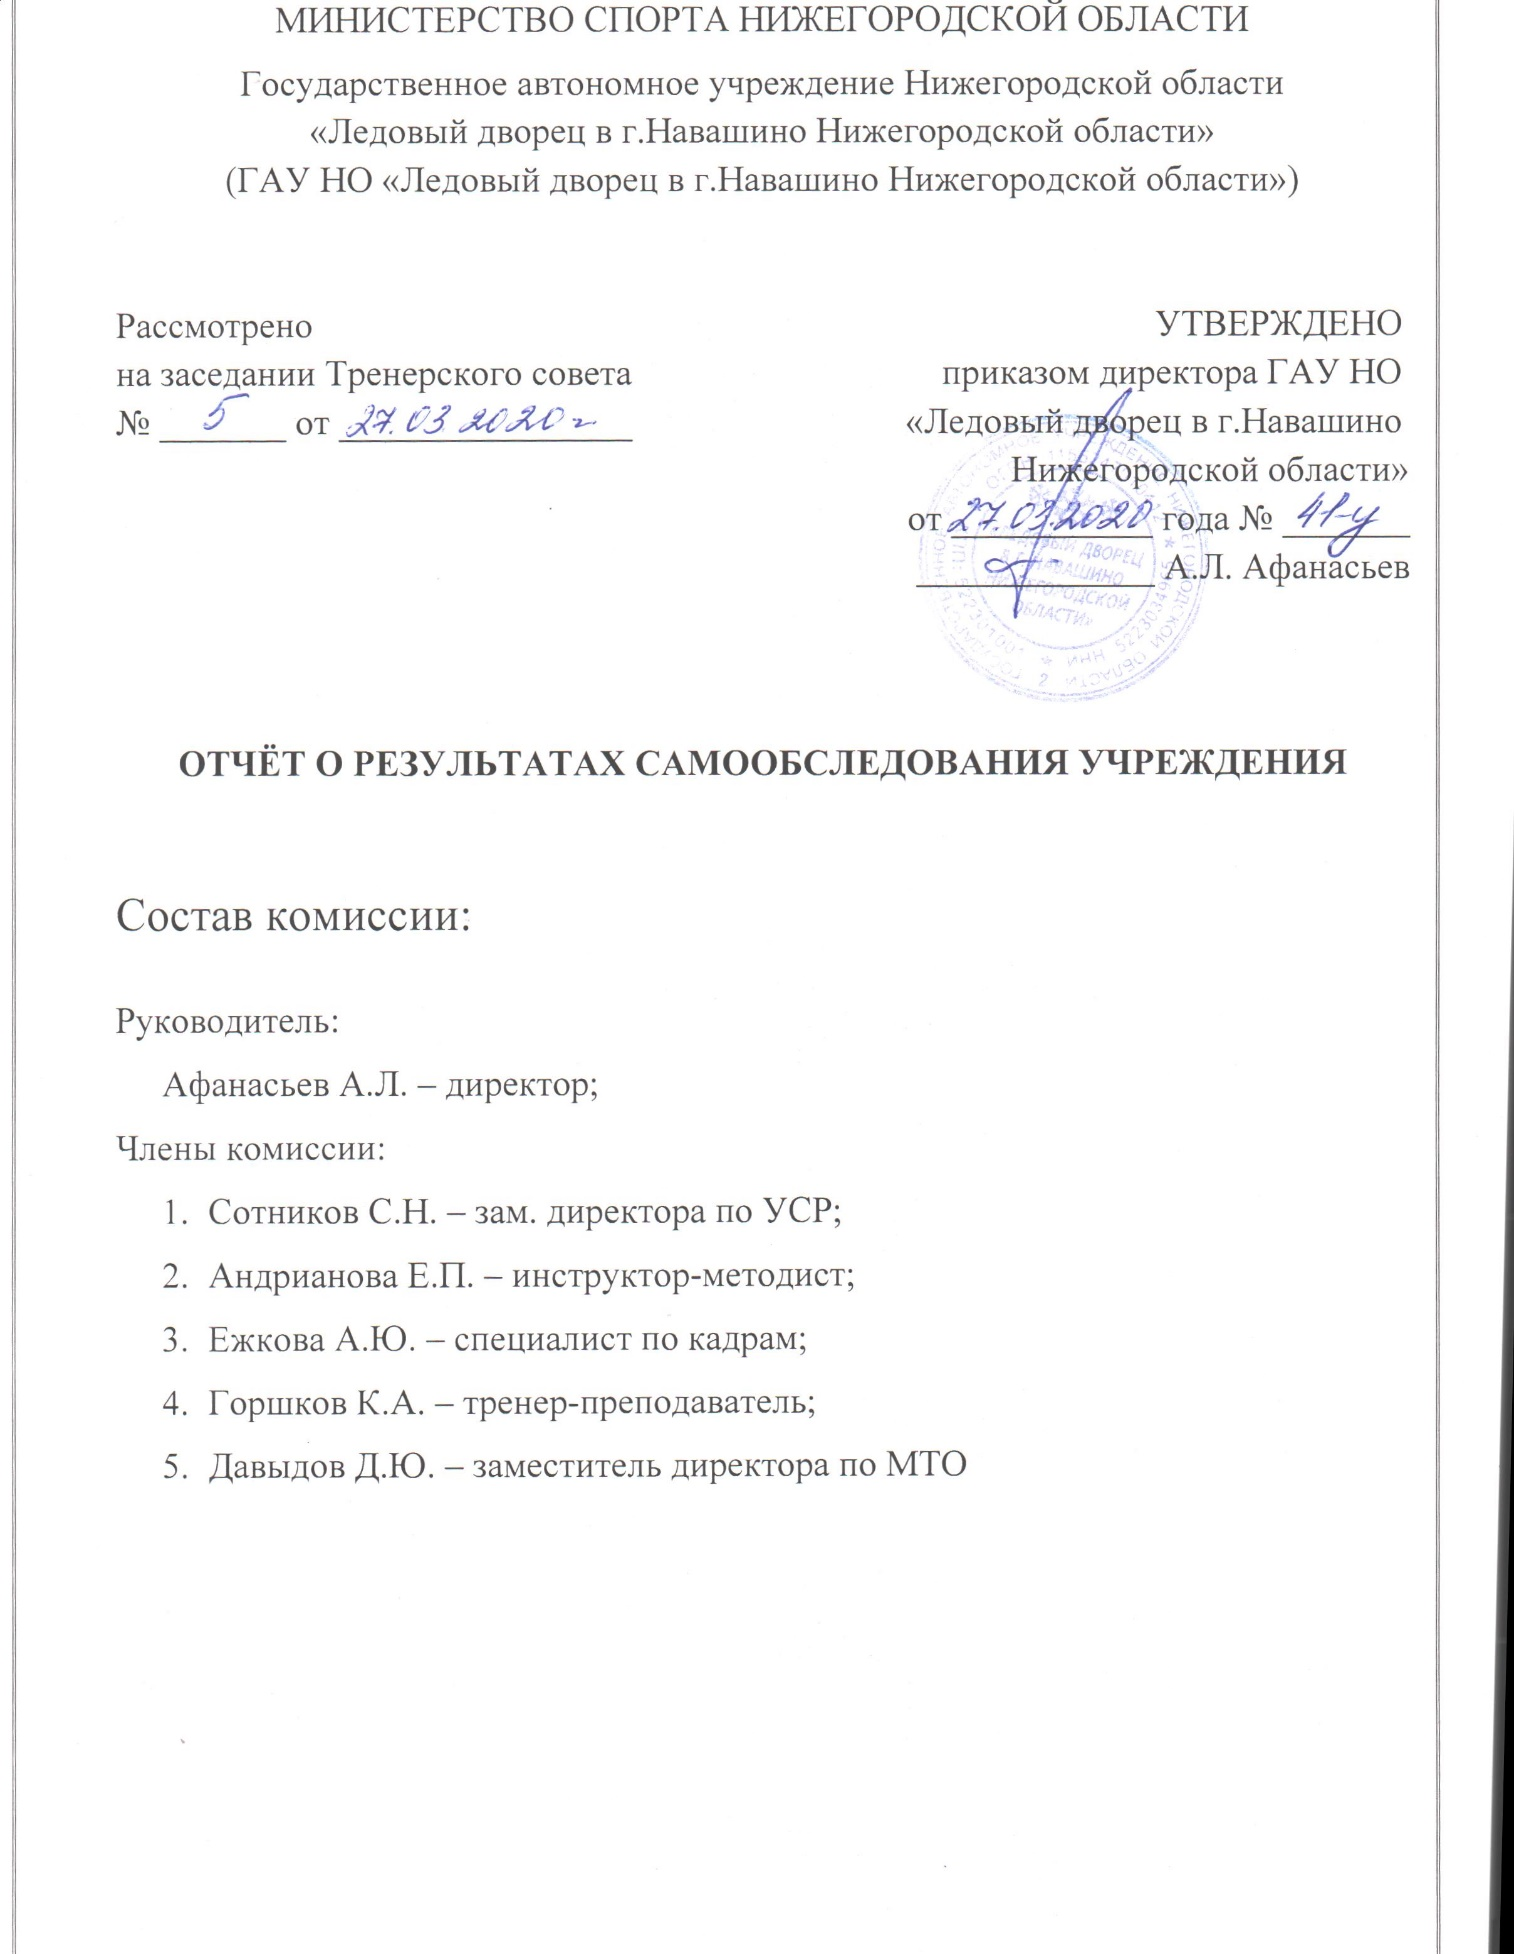 МИНИСТЕРСТВО СПОРТА НИЖЕГОРОДСКОЙ ОБЛАСТИ
Государственное автономное учреждение Нижегородской области
«Ледовый дворец в г.Навашино Нижегородской области»
(ГАУ НО «Ледовый дворец в г.Навашино Нижегородской области»)
Рассмотрено
на заседании Тренерского совета
№ 5 от 27.03 2020 г
УТВЕРЖДЕНО
приказом директора ГАУ НО
«Ледовый дворец в г.Навашино
Нижегородской области»
от 27.03.2020 года № 41-у
А.Л. Афанасьев
ДВОРЕЦ
НАВАШИНО
ОБЛАСТИ»
ОТЧЁТ О РЕЗУЛЬТАТАХ САМООБСЛЕДОВАНИЯ УЧРЕЖДЕНИЯ
Состав комиссии:
Руководитель:
Афанасьев А.Л. – директор;
Члены комиссии:
1. Сотников С.Н. – зам. директора по УСР;
2. Андрианова Е.П. – инструктор-методист;
3. Ежкова А.Ю. – специалист по кадрам;
4. Горшков К.А. – тренер-преподаватель;
5. Давыдов Д.Ю. – заместитель директора по МТО